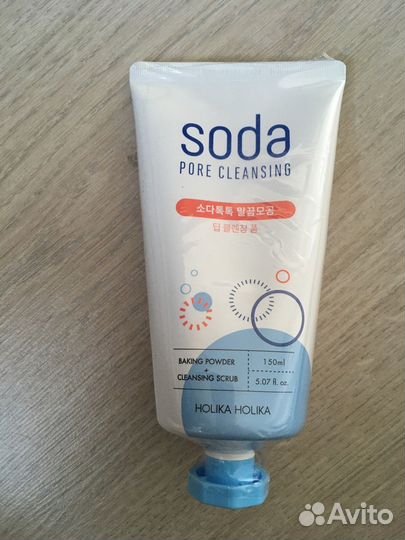 soda
PORE CLEANSING
소다톡톡 말끔모공
딥 클렌징 폼
BAKING POWDER
+
CLEANSING SCRUB
150ml
5.07 fl. oz.
HOLIKA HOLIKA
Avito